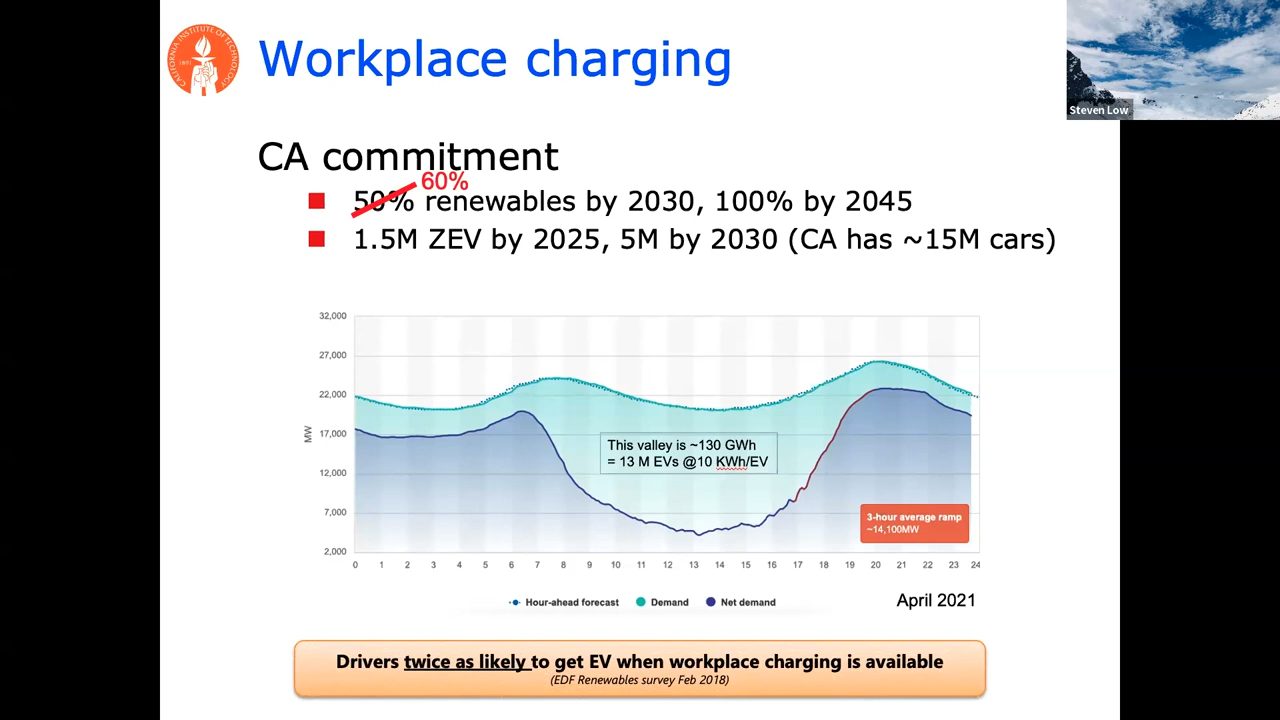 CALIFORNIA INSTITUTE OF TECHNOLOGY
1891
Workplace charging
Steven Low
CA commitment
60%
50% renewables by 2030, 100% by 2045
1.5M ZEV by 2025, 5M by 2030 (CA has ~15M cars)
32,000
27,000
22,000
17,000
12,000
7,000
2,000
MW
This valley is ~130 GWh
= 13 M EVs @10 KWh/EV
3-hour average ramp
~14,100MW
0 1 2 3 4 5 6 7 8 9 10 11 12 13 14 15 16 17 18 19 20 21 22 23 24
Hour-ahead forecast Demand Net demand
April 2021
Drivers twice as likely to get EV when workplace charging is available
(EDF Renewables survey Feb 2018)